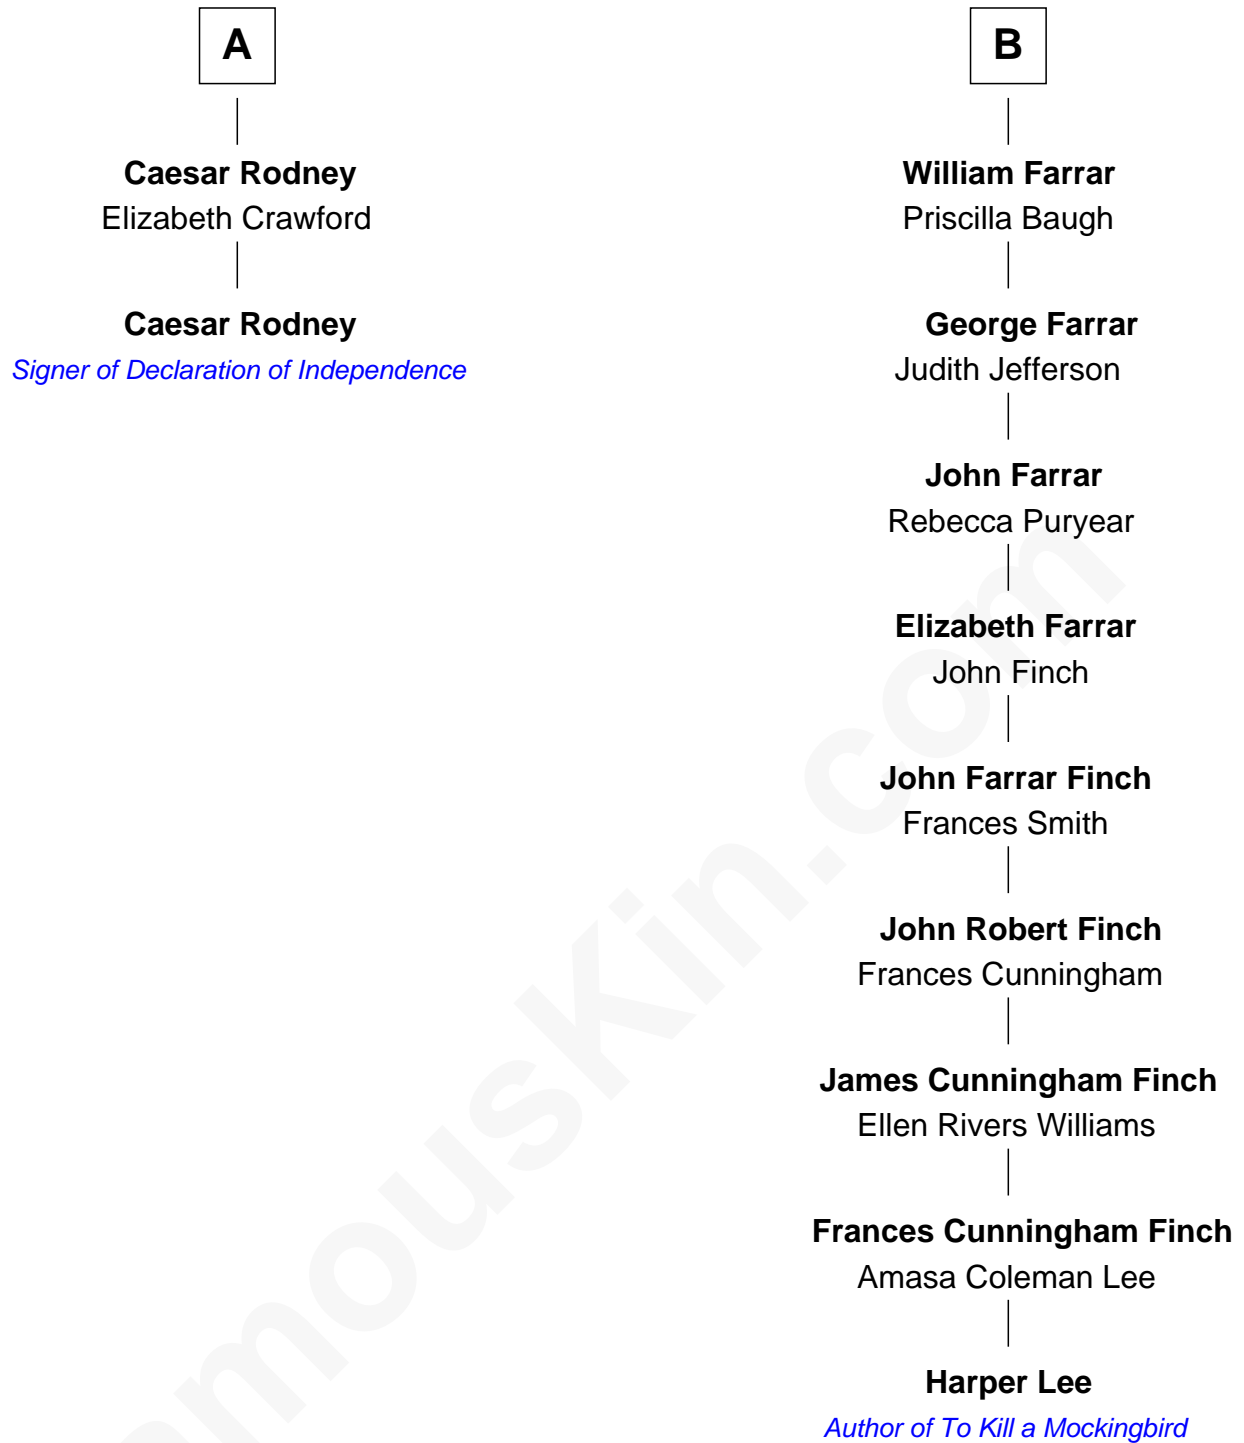 A
Caesar Rodney
Elizabeth Crawford
Caesar Rodney
Signer of Declaration of Independence
B
William Farrar
Priscilla Baugh
George Farrar
Judith Jefferson
John Farrar
Rebecca Puryear
Elizabeth Farrar
John Finch
John Farrar Finch
Frances Smith
John Robert Finch
Frances Cunningham
James Cunningham Finch
Ellen Rivers Williams
Frances Cunningham Finch
Amasa Coleman Lee
Harper Lee
Author of To Kill a Mockingbird
amouskin.com